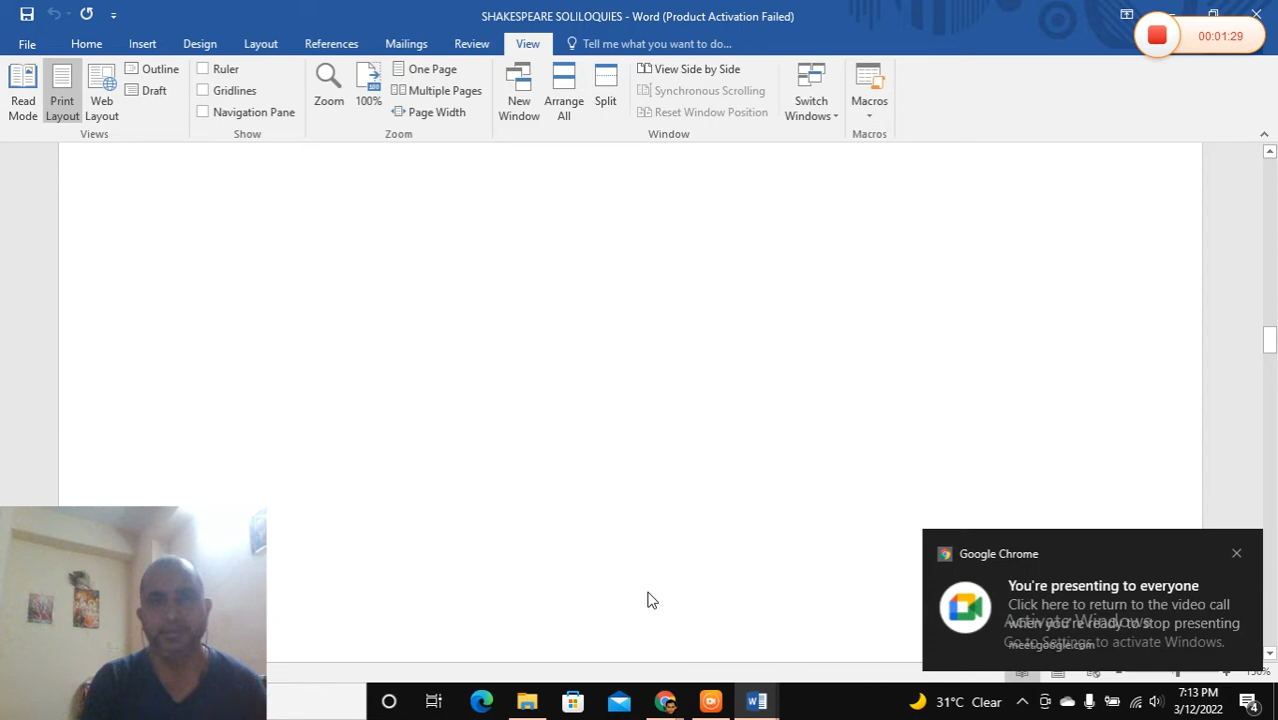 SHAKESPEARE SOLILOQUIES - Word (Product Activation Failed)
00:01:29
File Home Insert Design Layout References Mailings Review View Tell me what you want to do...
Read Mode
Print Layout
Web Layout
Outline
Draft
Views
Ruler
Gridlines
Navigation Pane
Show
Zoom
100%
One Page
Multiple Pages
Page Width
Zoom
New Window
Arrange All
Split
View Side by Side
Synchronous Scrolling
Reset Window Position
Window
Switch Windows
Macros
Macros
Google Chrome
You're presenting to everyone
Click here to return to the video call
when you're ready to stop presenting
meet.google.com
Activate Windows
Go to Settings to activate Windows.
150%
31°C Clear
7:13 PM
3/12/2022
4